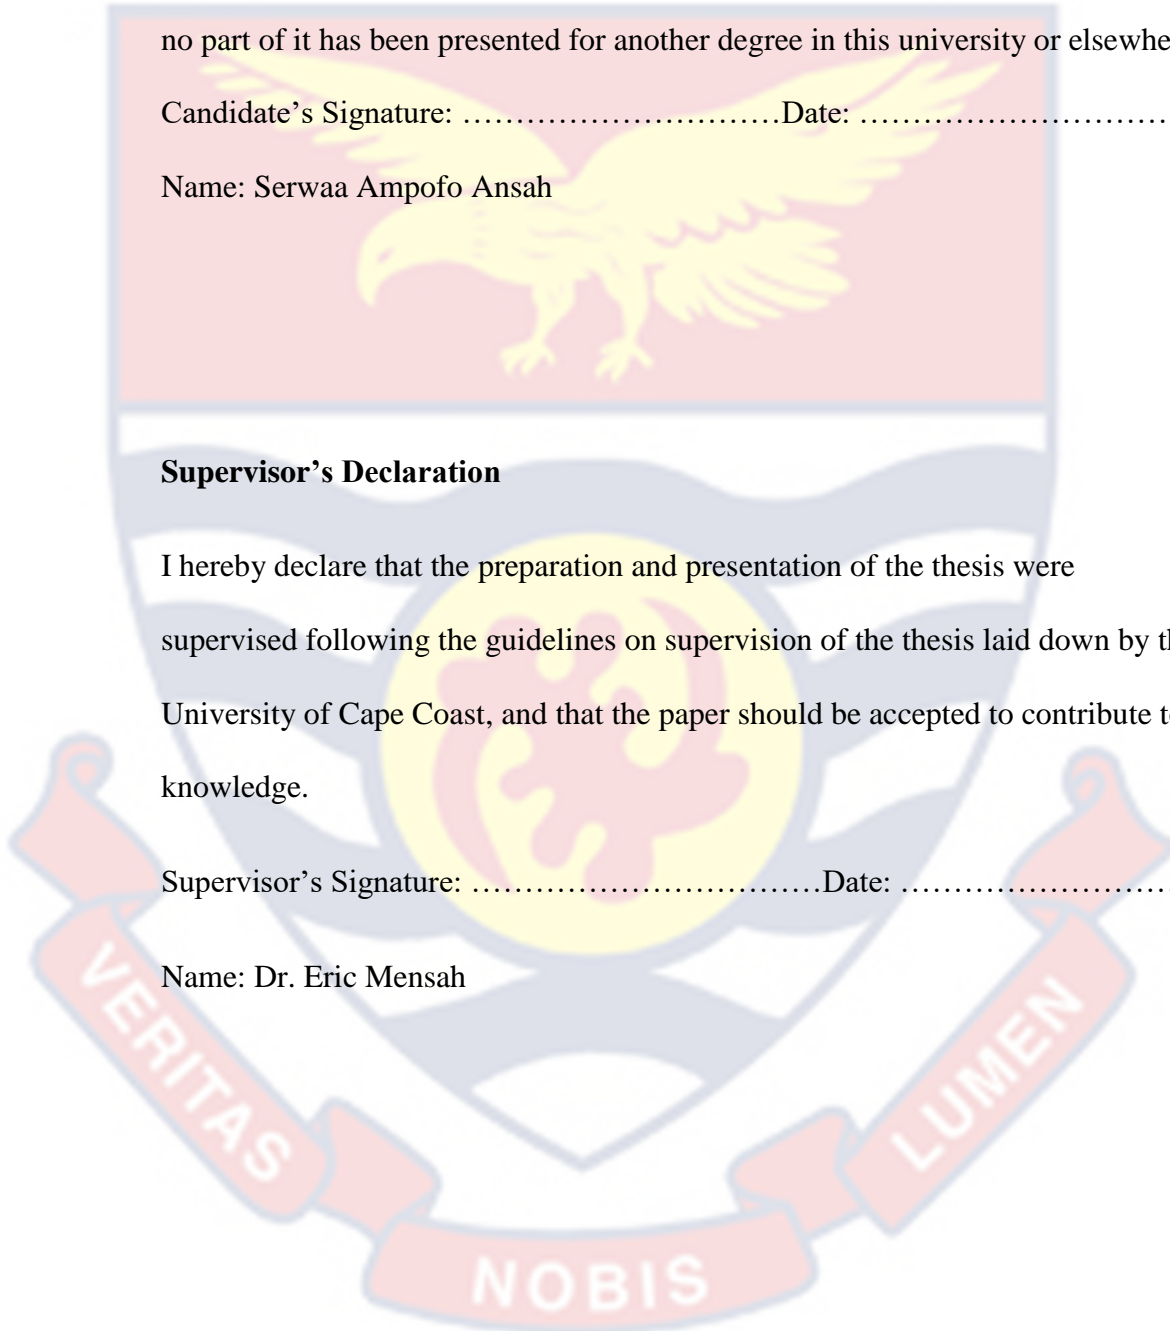 no part of it has been presented for another degree in this university or elsewhe
Candidate’s Signature: ……………………………Date: ……………………………
Name: Serwaa Ampofo Ansah
Supervisor’s Declaration
I hereby declare that the preparation and presentation of the thesis were
supervised following the guidelines on supervision of the thesis laid down by th
University of Cape Coast, and that the paper should be accepted to contribute to
knowledge.
Supervisor’s Signature: ……………………………Date: ………………………
Name: Dr. Eric Mensah
VERITAS
NOBIS
LUMEN